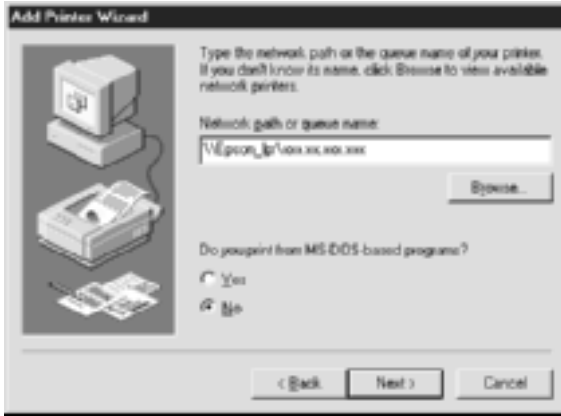 Add Printer Wizard
Type the network path or the queue name of your printer.
If you don't know its name, click Browse to view available
network printers.
Network path or queue name:
\\Epson_lpr\xxx.xx.xxx.xxx
Browse...
Do you print from MS-DOS-based programs?
Yes
No
< Back
Next >
Cancel